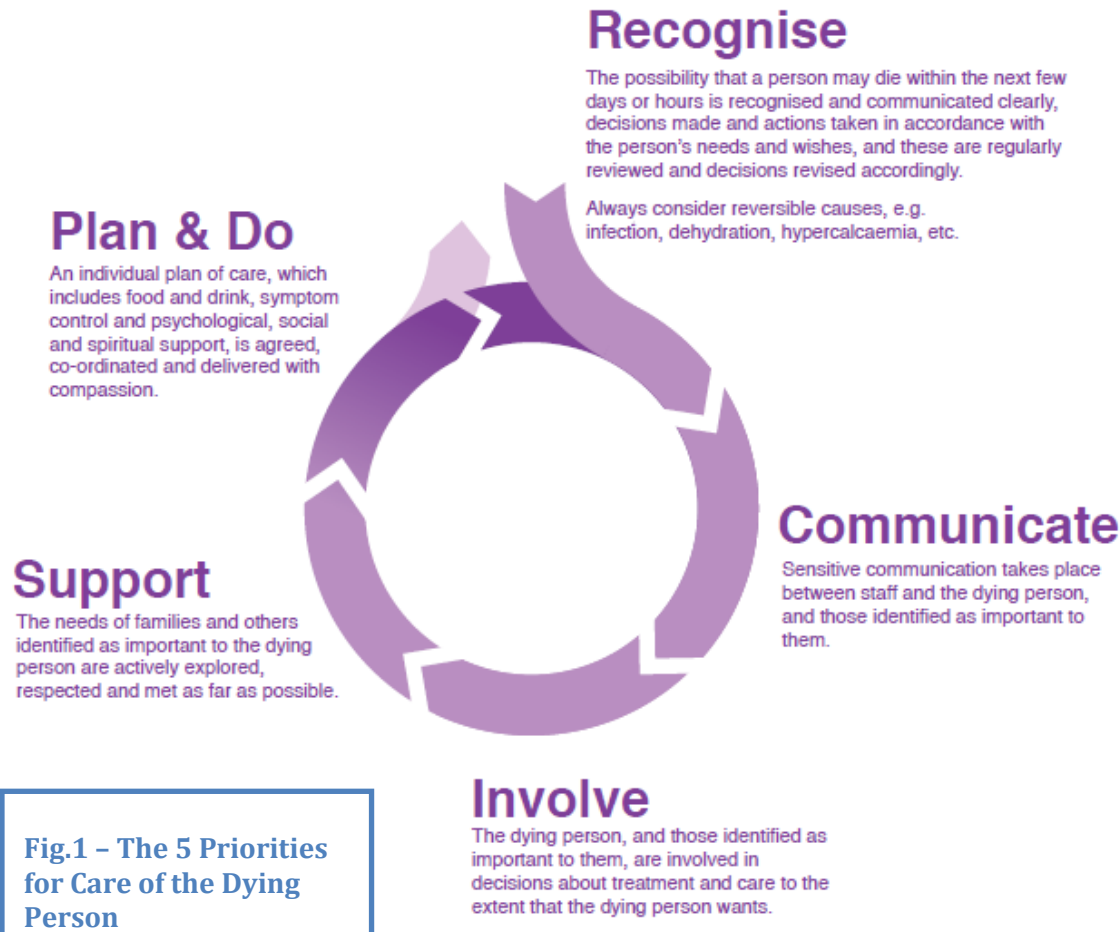 Recognise
The possibility that a person may die within the next few
days or hours is recognised and communicated clearly,
decisions made and actions taken in accordance with
the person's needs and wishes, and these are regularly
reviewed and decisions revised accordingly.
Always consider reversible causes, e.g.
infection, dehydration, hypercalcaemia, etc.
Communicate
Sensitive communication takes place
between staff and the dying person,
and those identified as important to
them.
Involve
The dying person, and those identified as
important to them, are involved in
decisions about treatment and care to the
extent that the dying person wants.
Support
The needs of families and others
identified as important to the dying
person are actively explored,
respected and met as far as possible.
Plan & Do
An individual plan of care, which
includes food and drink, symptom
control and psychological, social
and spiritual support, is agreed,
co-ordinated and delivered with
compassion.
Fig.1 – The 5 Priorities
for Care of the Dying
Person